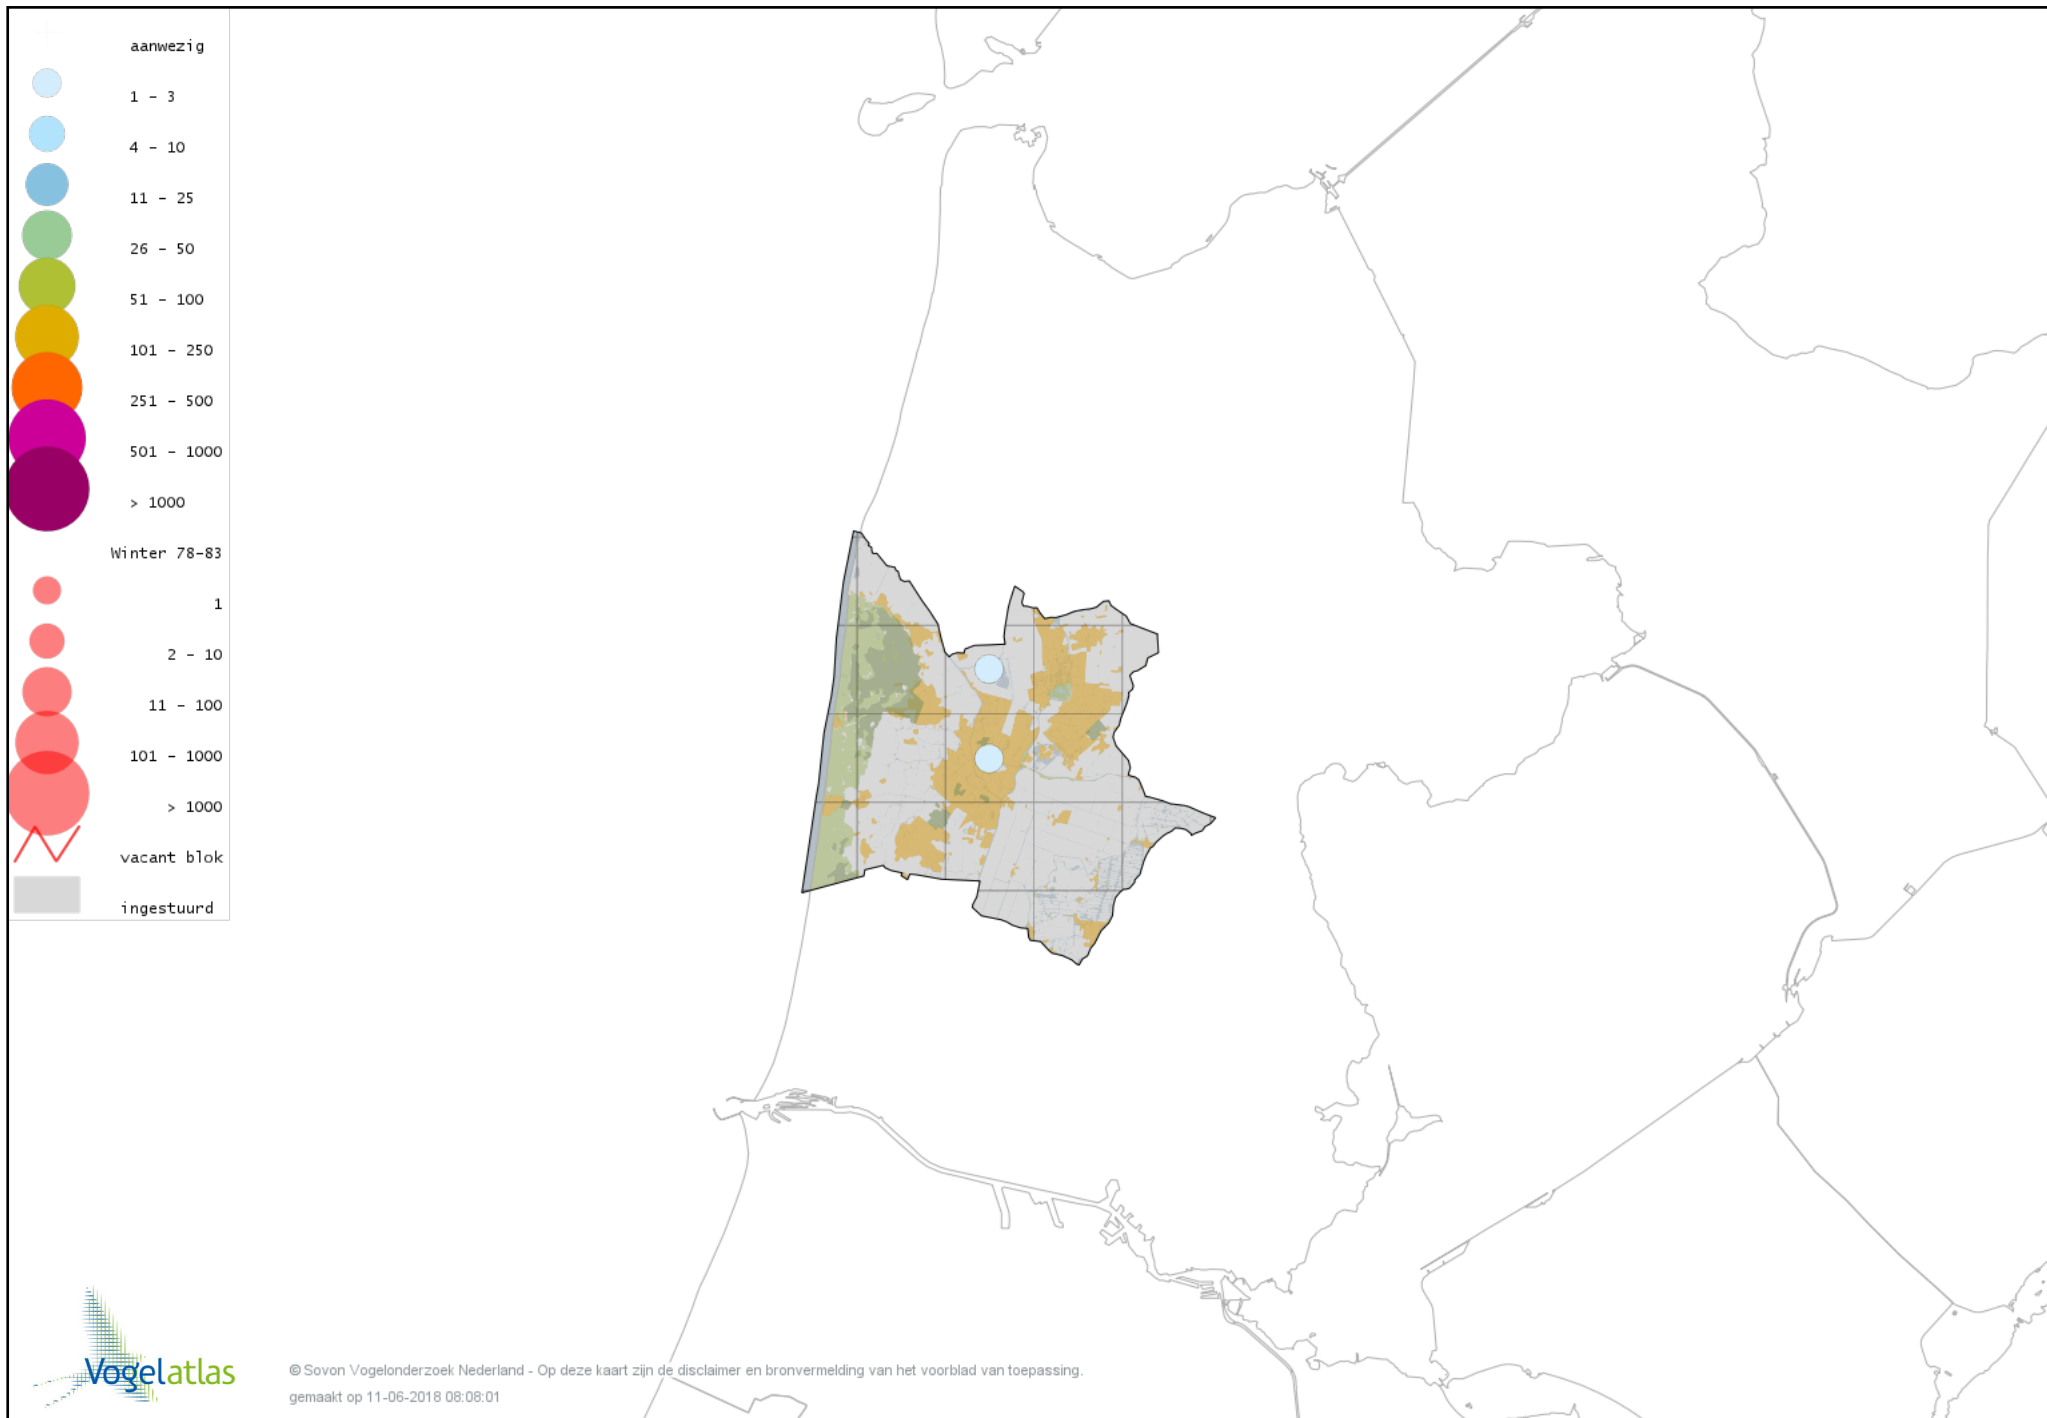 aanwezig
1 - 3
4 - 10
11 - 25
26 - 50
51 - 100
101 - 250
251 - 500
501 - 1000
> 1000
Winter 78-83
1
2 - 10
11 - 100
101 - 1000
> 1000
vacant blok
ingestuurd
Vogelatlas
© Sovon Vogelonderzoek Nederland - Op deze kaart zijn de disclaimer en bronvermelding van het voorblad van toepassing.
gemaakt op 11-06-2018 08:08:01